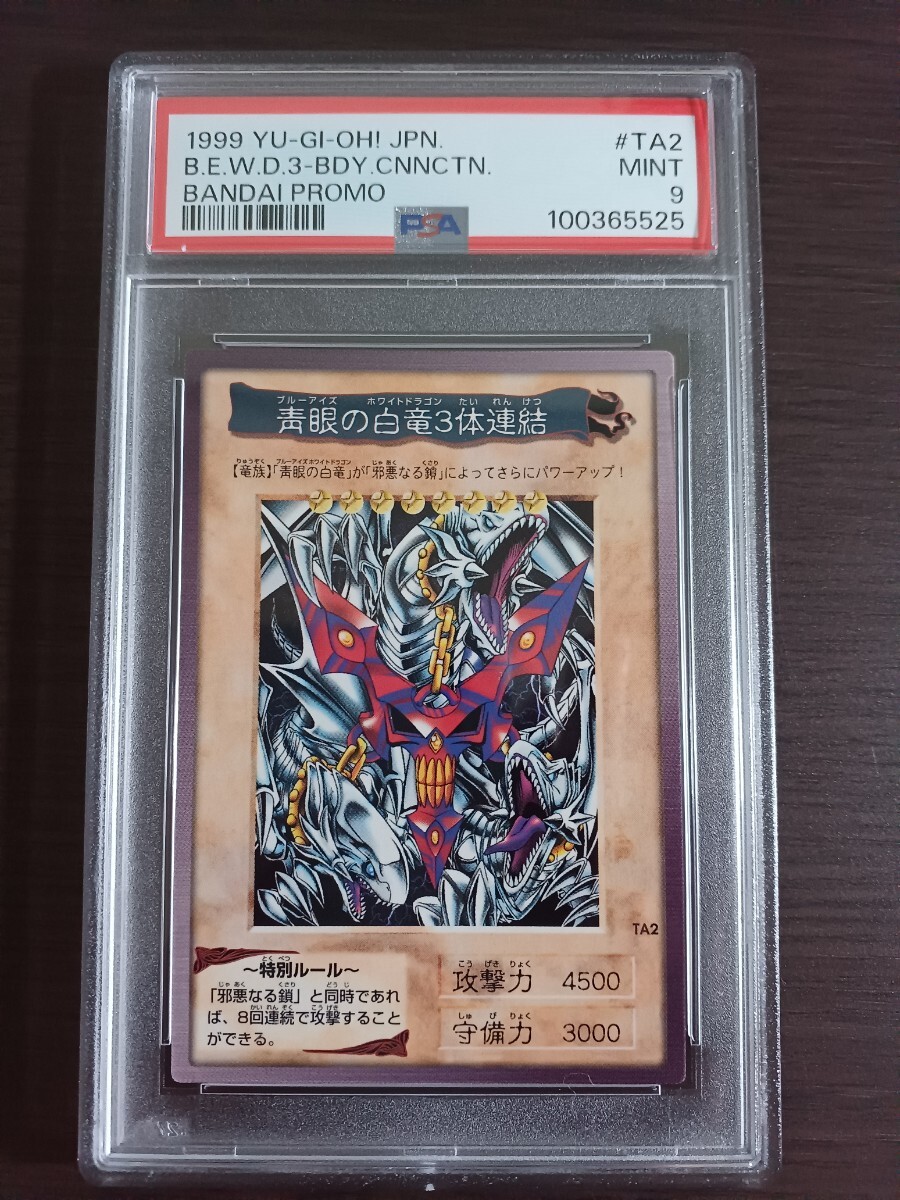 1999 YU-GI-OH! JPN.
#TA2
B.E.W.D.3-BDY.CNNCTN.
MINT
BANDAI PROMO
9
PSA
100365525
ブルーアイズ ホワイトドラゴン たい れん けつ
青眼の白竜3体連結
りゅうぞく ブルーアイズホワイトドラゴン じゃあく くさり
【竜族】「青眼の白竜」が「邪悪なる鎖」によってさらにパワーアップ！
TA2
とくべつ
～特別ルール～
じゃあく くさり どうじ
「邪悪なる鎖」と同時であれ
かいれんぞく こうげき
ば、8回連続で攻撃すること
ができる。
こう げき りょく
攻撃力 4500
しゅ び りょく
守備力 3000